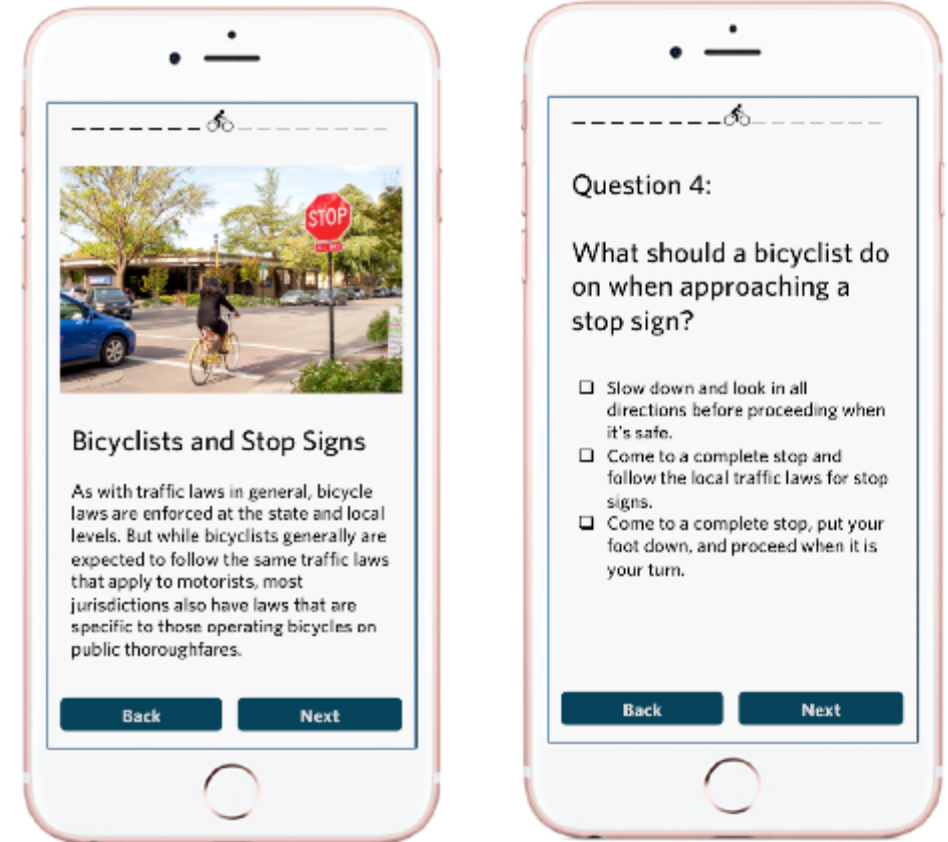 STOP
Bicyclists and Stop Signs
As with traffic laws in general, bicycle
laws are enforced at the state and local
levels. But while bicyclists generally are
expected to follow the same traffic laws
that apply to motorists, most
jurisdictions also have laws that are
specific to those operating bicycles on
public thoroughfares.
Back Next
Question 4:
What should a bicyclist do
on when approaching a
stop sign?
Slow down and look in all
directions before proceeding when
it's safe.
Come to a complete stop and
follow the local traffic laws for stop
signs.
Come to a complete stop, put your
foot down, and proceed when it is
your turn.
Back Next